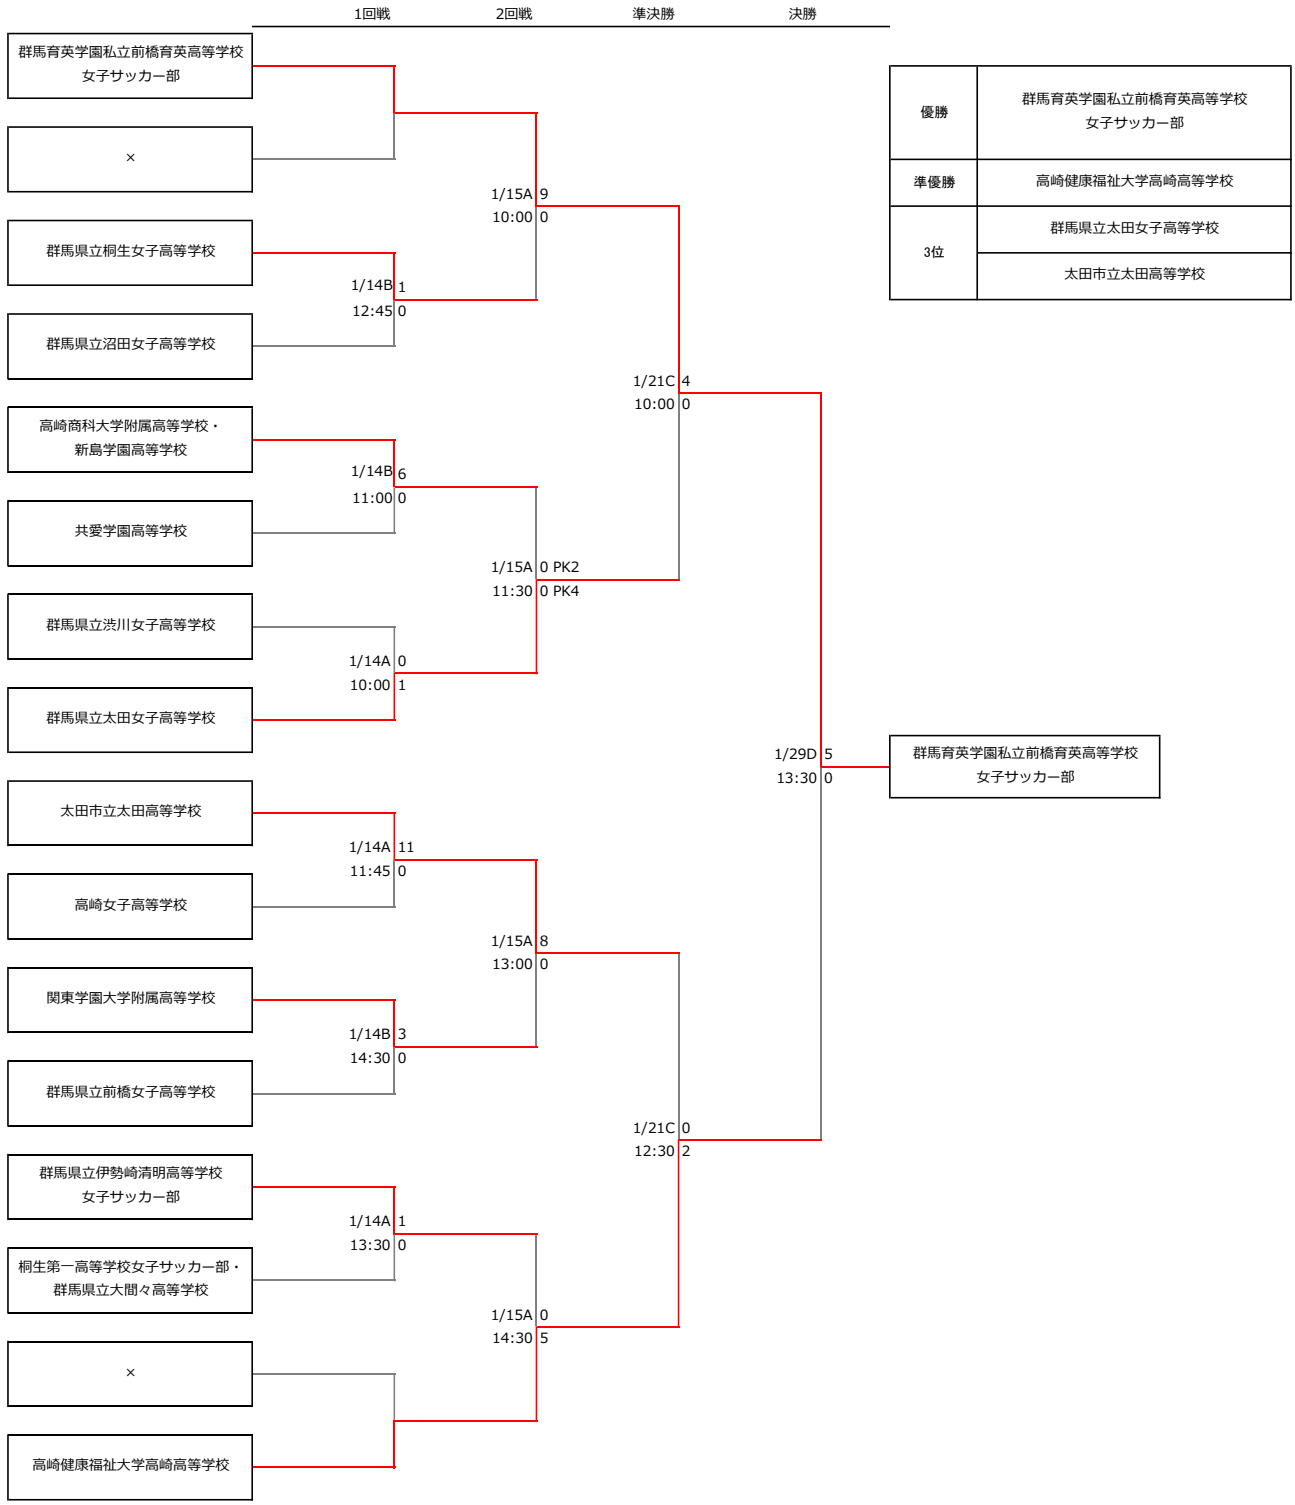 1回戦 2回戦 準決勝 決勝
群馬育英学園私立前橋育英高等学校
女子サッカー部
×
群馬県立桐生女子高等学校
群馬県立沼田女子高等学校
高崎商科大学附属高等学校・
新島学園高等学校
共愛学園高等学校
群馬県立渋川女子高等学校
群馬県立太田女子高等学校
太田市立太田高等学校
高崎女子高等学校
関東学園大学附属高等学校
群馬県立前橋女子高等学校
群馬県立伊勢崎清明高等学校
女子サッカー部
桐生第一高等学校女子サッカー部・
群馬県立大間々高等学校
×
高崎健康福祉大学高崎高等学校
1/14B 1
12:45 0
1/14B 6
11:00 0
1/14A 0
10:00 1
1/14A 11
11:45 0
1/14B 3
14:30 0
1/14A 1
13:30 0
1/15A 9
10:00 0
1/15A 0 PK2
11:30 0 PK4
1/15A 8
13:00 0
1/15A 0
14:30 5
1/21C 4
10:00 0
1/21C 0
12:30 2
1/29D 5
13:30 0
群馬育英学園私立前橋育英高等学校
女子サッカー部
優勝 群馬育英学園私立前橋育英高等学校
女子サッカー部
準優勝 高崎健康福祉大学高崎高等学校
3位 群馬県立太田女子高等学校
太田市立太田高等学校